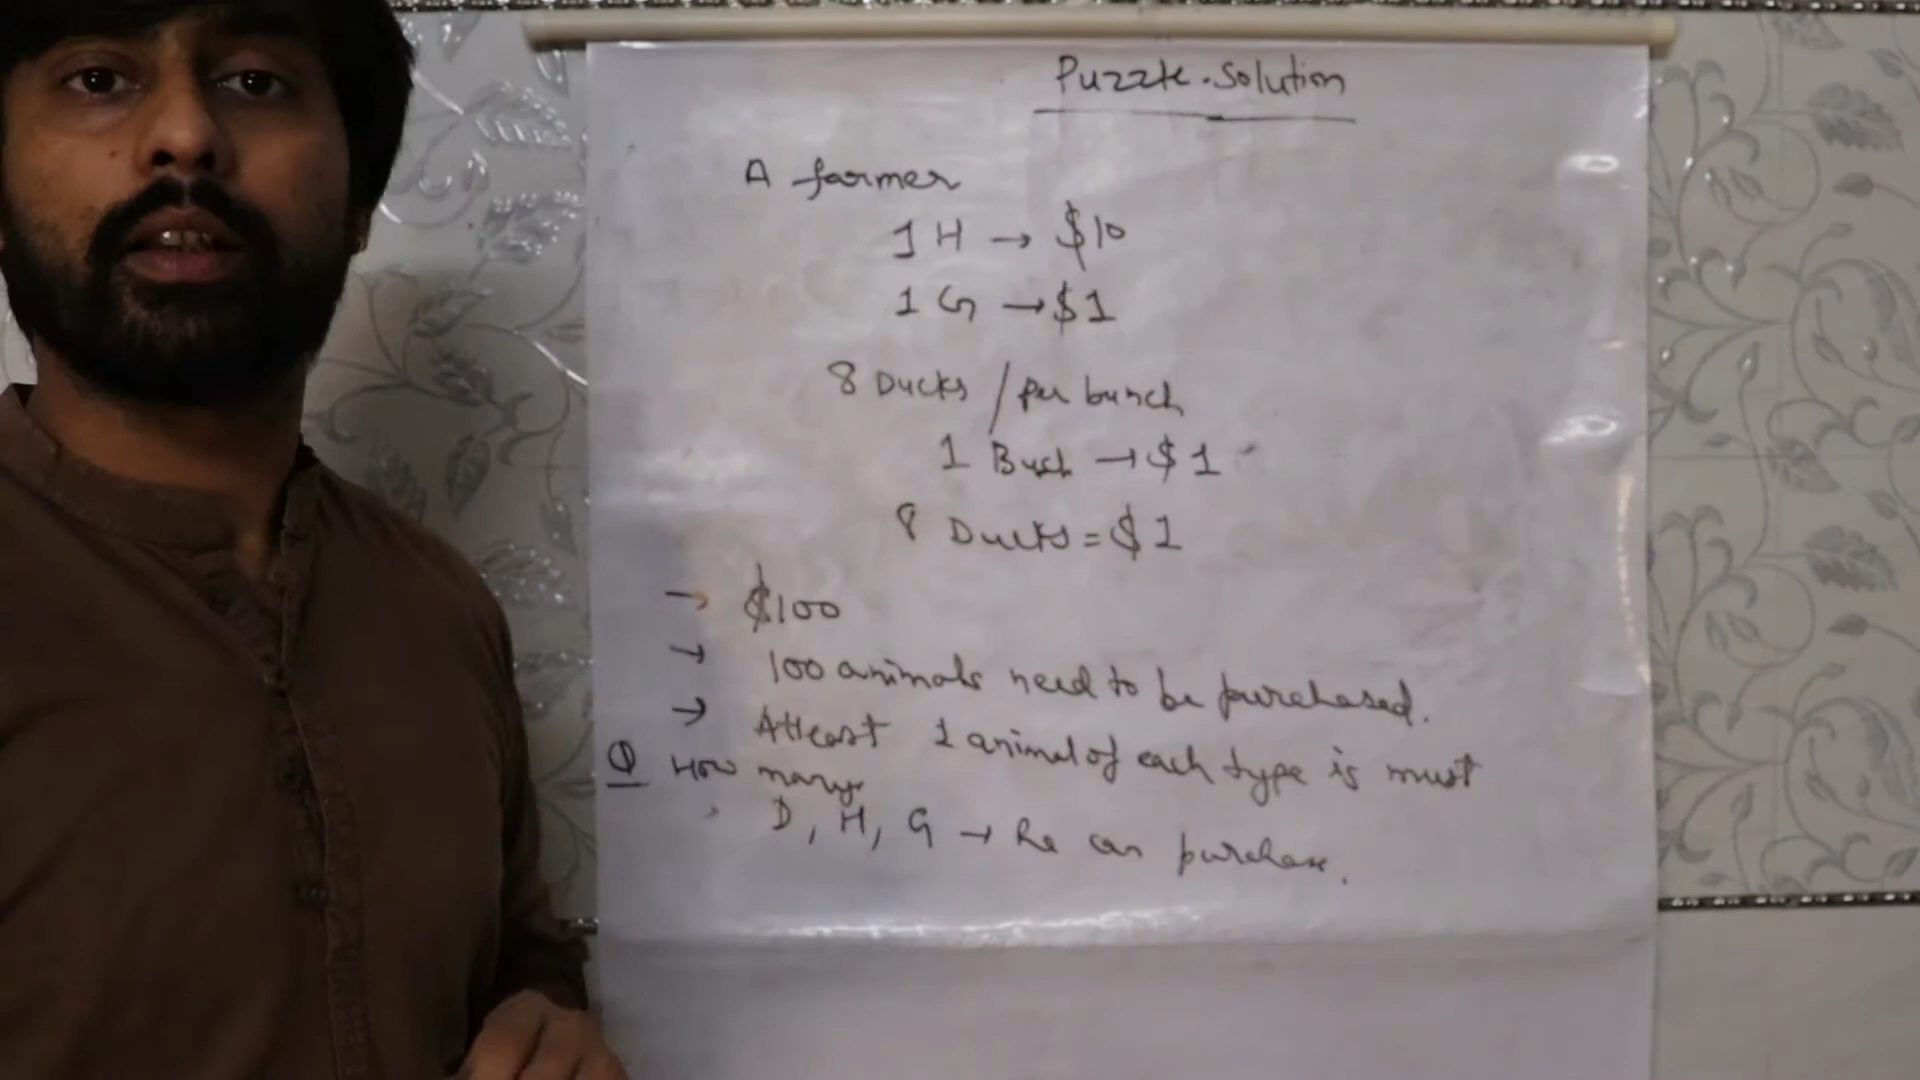 Puzzle.Solution
A farmer
1 H → $10
1 G → $1
8 Ducks / per bunch
1 Buch → $1
8 Ducks = $1
→ $100
→ 100 animals need to be purchased.
→ Atleast 1 animal of each type is must
Q How many
D, H, G → he can purchase.